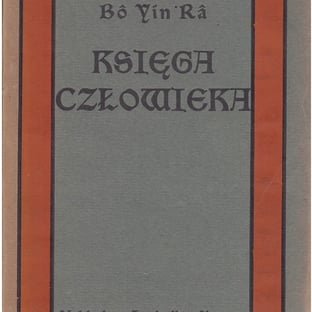 Bô Yin Râ
KSIĘGA
CZŁOWIEKA